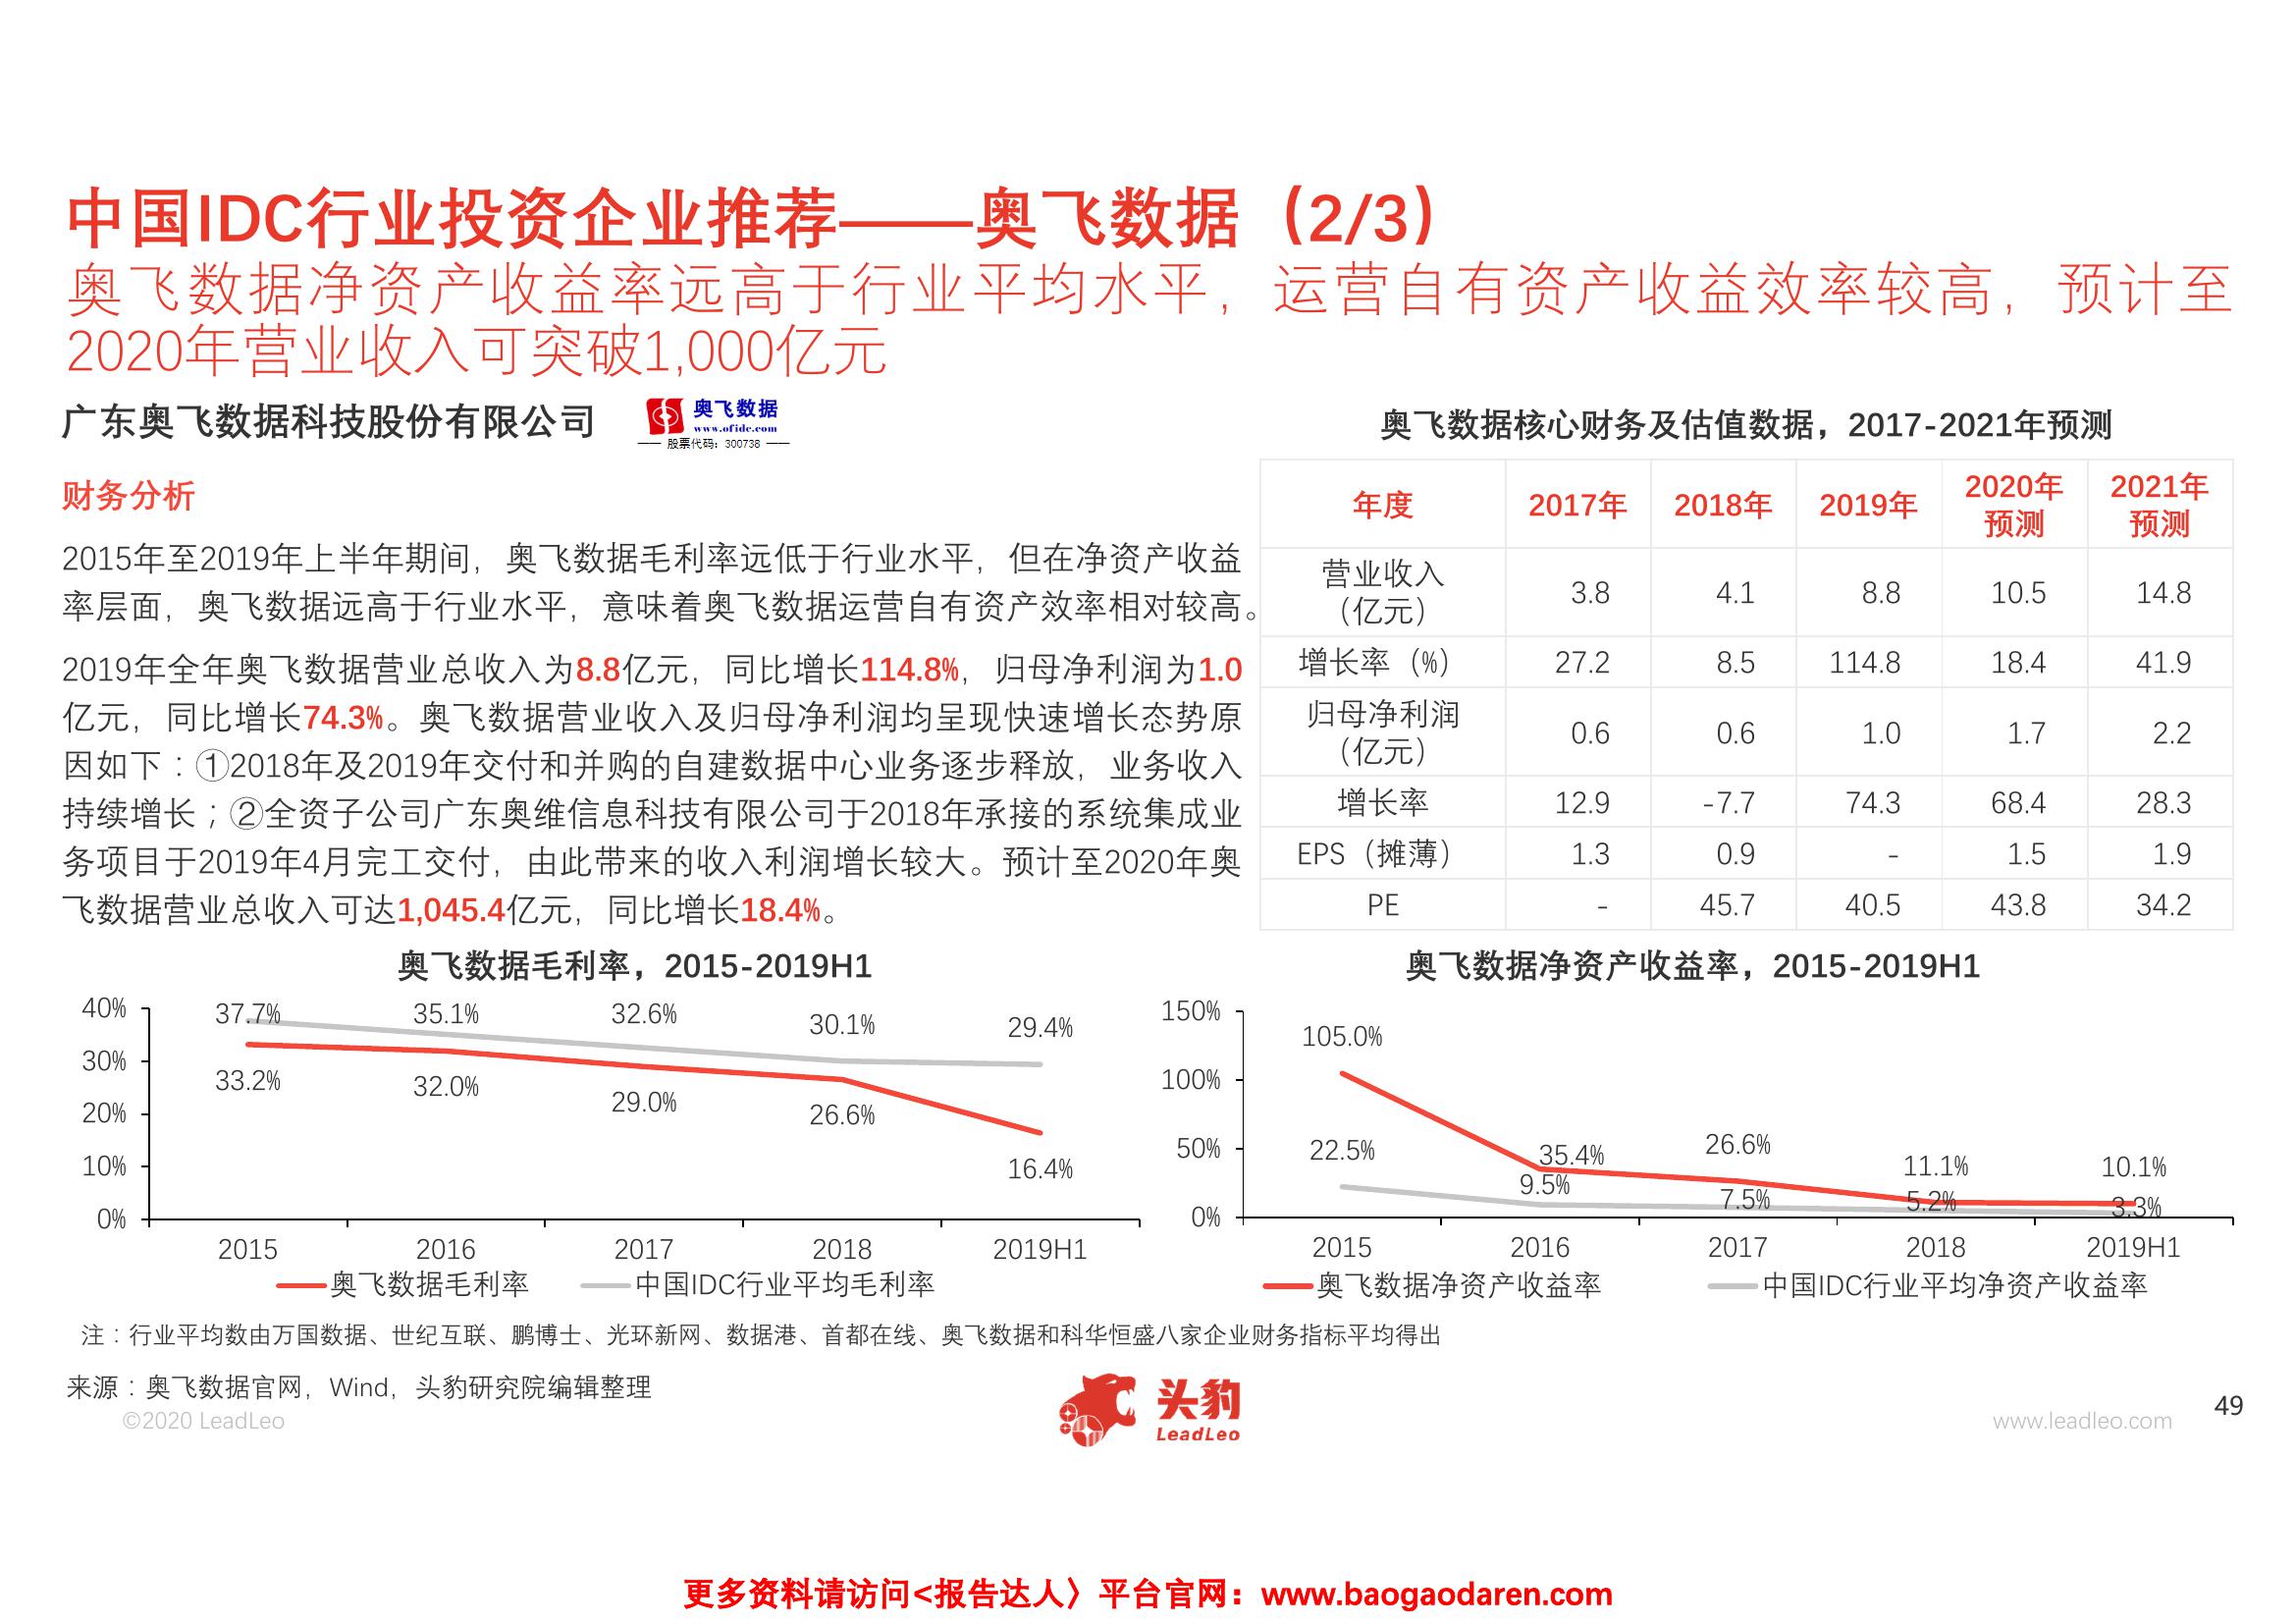 中国IDC行业投资企业推荐——奥飞数据（2/3）
奥飞数据净资产收益率远高于行业平均水平，运营自有资产收益效率较高，预计至
2020年营业收入可突破1,000亿元
广东奥飞数据科技股份有限公司
奥飞数据
www.ofidc.com
—— 股票代码：300738 ——
财务分析
2015年至2019年上半年期间，奥飞数据毛利率远低于行业水平，但在净资产收益
率层面，奥飞数据远高于行业水平，意味着奥飞数据运营自有资产效率相对较高。
2019年全年奥飞数据营业总收入为8.8亿元，同比增长114.8%，归母净利润为1.0
亿元，同比增长74.3%。奥飞数据营业收入及归母净利润均呈现快速增长态势原
因如下：①2018年及2019年交付和并购的自建数据中心业务逐步释放，业务收入
持续增长；②全资子公司广东奥维信息科技有限公司于2018年承接的系统集成业
务项目于2019年4月完工交付，由此带来的收入利润增长较大。预计至2020年奥
飞数据营业总收入可达1,045.4亿元，同比增长18.4%。
奥飞数据核心财务及估值数据，2017-2021年预测
年度 2017年 2018年 2019年 2020年预测 2021年预测
营业收入（亿元） 3.8 4.1 8.8 10.5 14.8
增长率（%） 27.2 8.5 114.8 18.4 41.9
归母净利润（亿元） 0.6 0.6 1.0 1.7 2.2
增长率 12.9 -7.7 74.3 68.4 28.3
EPS（摊薄） 1.3 0.9 - 1.5 1.9
PE - 45.7 40.5 43.8 34.2
奥飞数据毛利率，2015-2019H1
40%
30%
20%
10%
0%
37.7% 35.1% 32.6% 30.1% 29.4%
33.2% 32.0% 29.0% 26.6% 16.4%
2015 2016 2017 2018 2019H1
奥飞数据毛利率 中国IDC行业平均毛利率
奥飞数据净资产收益率，2015-2019H1
150%
100%
50%
0%
105.0% 35.4% 26.6% 11.1% 10.1%
22.5% 9.5% 7.5% 5.2% 3.3%
2015 2016 2017 2018 2019H1
奥飞数据净资产收益率 中国IDC行业平均净资产收益率
注：行业平均数由万国数据、世纪互联、鹏博士、光环新网、数据港、首都在线、奥飞数据和科华恒盛八家企业财务指标平均得出
来源：奥飞数据官网，Wind，头豹研究院编辑整理
©2020 LeadLeo
头豹
LeadLeo
www.leadleo.com
49
更多资料请访问<报告达人〉平台官网：www.baogaodaren.com